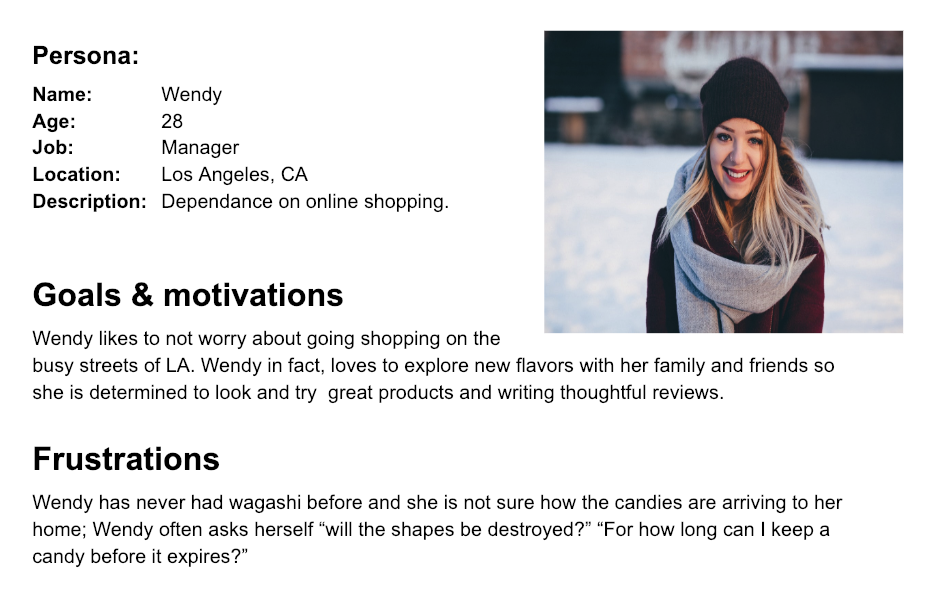 Persona:
Name: Wendy
Age: 28
Job: Manager
Location: Los Angeles, CA
Description: Dependance on online shopping.
Goals & motivations
Wendy likes to not worry about going shopping on the
busy streets of LA. Wendy in fact, loves to explore new flavors with her family and friends so
she is determined to look and try  great products and writing thoughtful reviews.
Frustrations
Wendy has never had wagashi before and she is not sure how the candies are arriving to her
home; Wendy often asks herself “will the shapes be destroyed?” “For how long can I keep a
candy before it expires?”